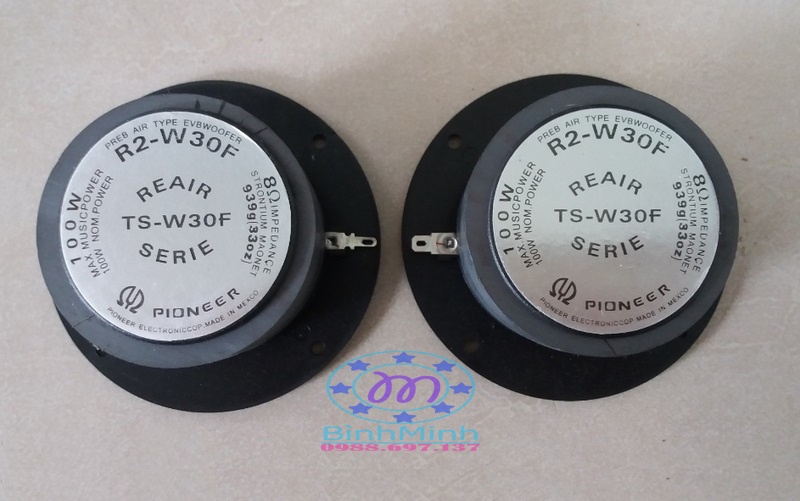 PREB AIR TYPE EVBWOOFER
R2-W30F
100W
MAX.MUSICPOWER
100W NOM.POWER
REAIR
TS-W30F
SERIE
8Ω IMPEDANCE
STRONTIUM MAGNET
939g(33oz)
PIONEER
PIONEER ELECTRONICCOP MADE IN MEXCO
PREB AIR TYPE EVBWOOFER
R2-W30F
100W
MAX.MUSICPOWER
100W NOM.POWER
REAIR
TS-W30F
SERIE
8Ω IMPEDANCE
STRONTIUM MAGNET
939g(33oz)
PIONEER
PIONEER ELECTRONICCOP MADE IN MEXCO
BinhMinh
0988.697.137